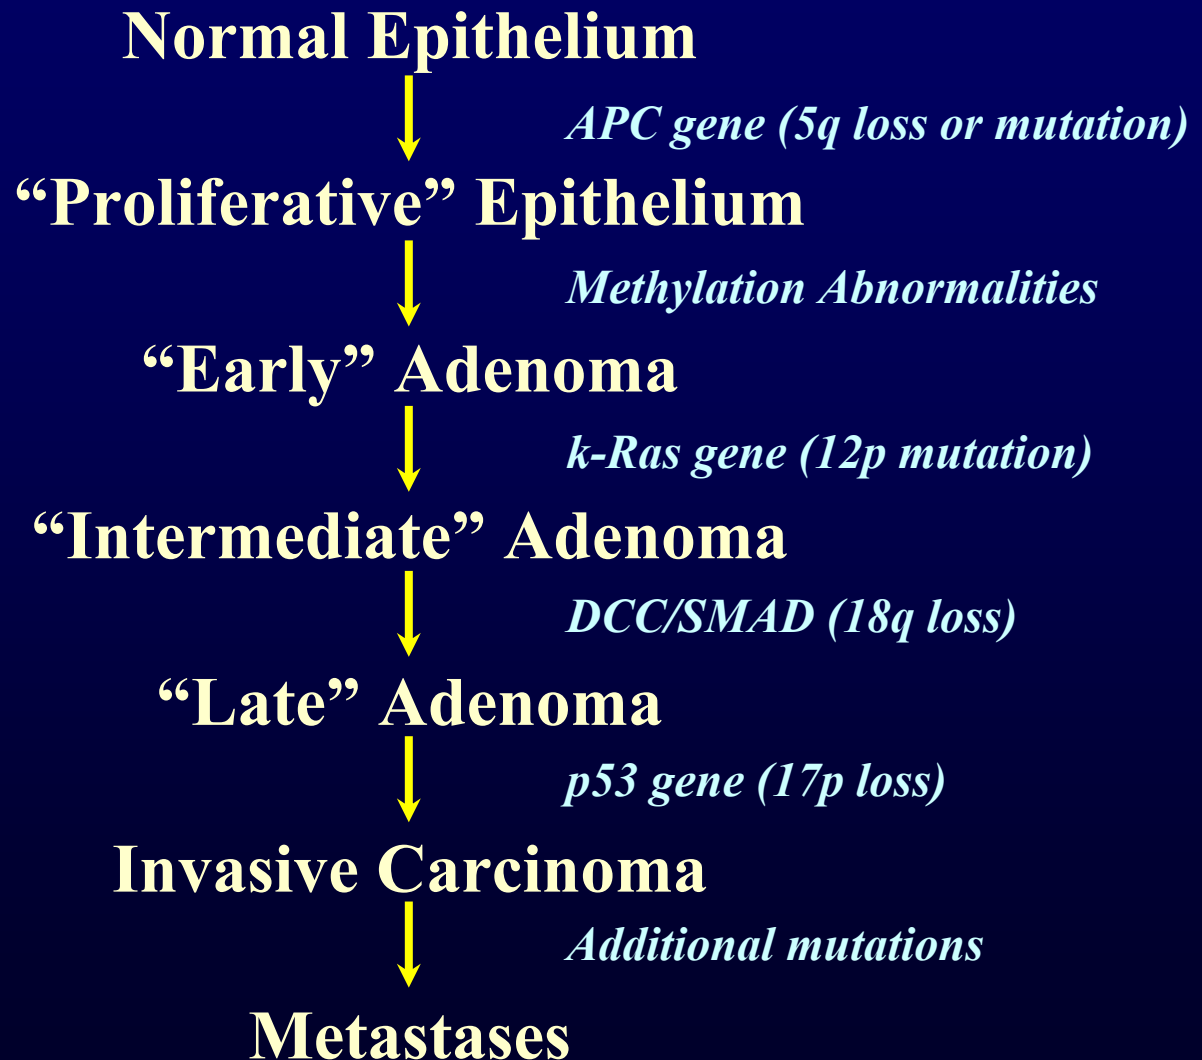 Normal Epithelium
APC gene (5q loss or mutation)
“Proliferative” Epithelium
Methylation Abnormalities
“Early” Adenoma
k-Ras gene (12p mutation)
“Intermediate” Adenoma
DCC/SMAD (18q loss)
“Late” Adenoma
p53 gene (17p loss)
Invasive Carcinoma
Additional mutations
Metastases